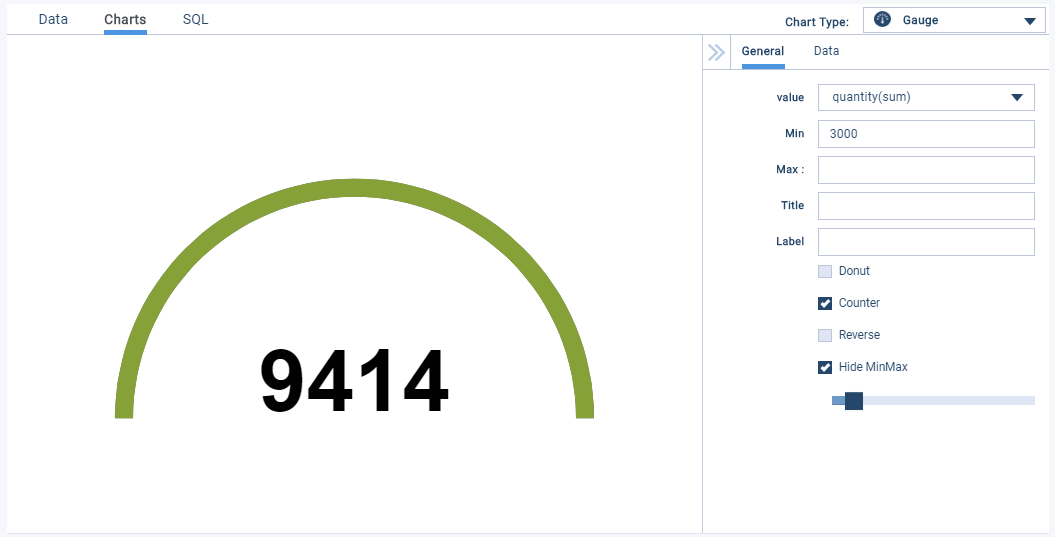 Data Charts SQL Chart Type: Gauge
General Data
value quantity(sum)
Min 3000
Max :
Title
Label
Donut
Counter
Reverse
Hide MinMax
9414